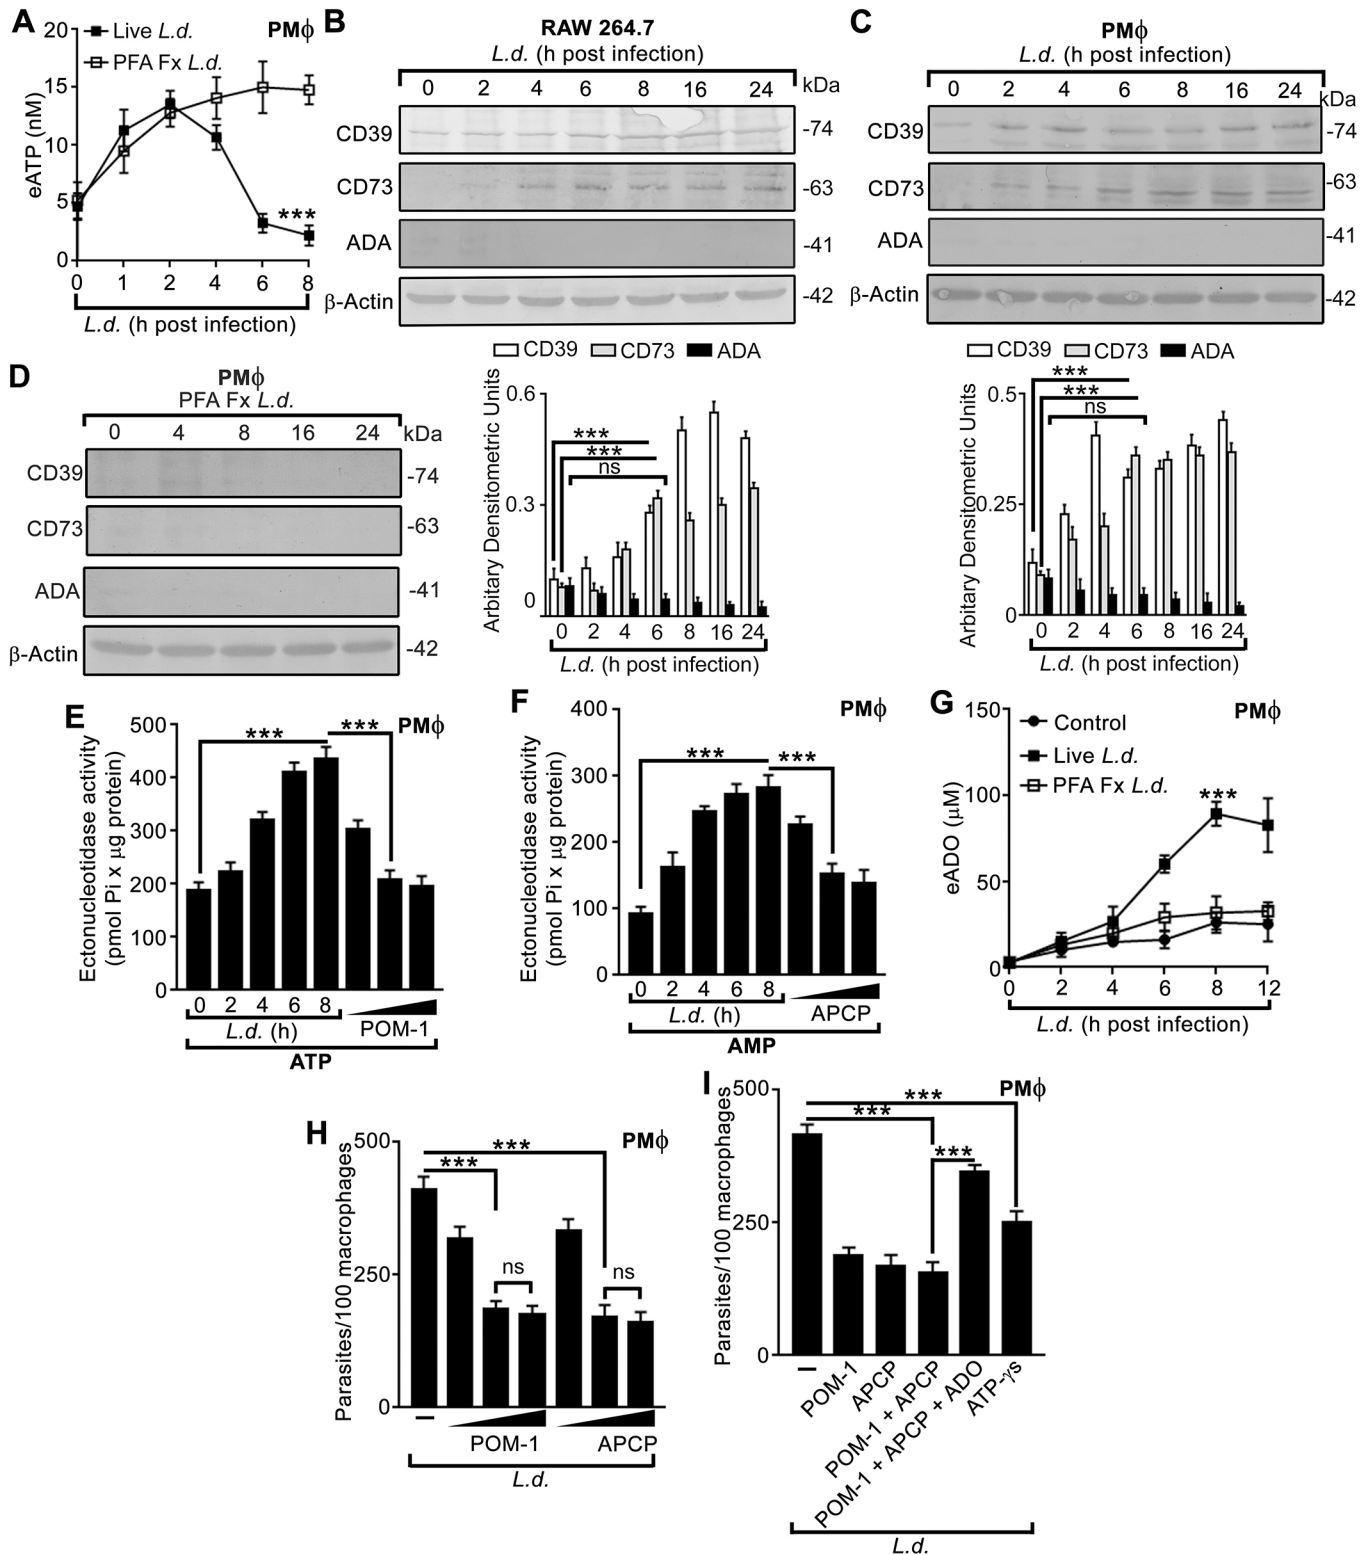 A
20
15
10
5
0
eATP (nM)
Live L.d.
PFA Fx L.d.
PMϕ
***
0 1 2 4 6 8
L.d. (h post infection)
B
RAW 264.7
L.d. (h post infection)
0 2 4 6 8 16 24
kDa
CD39 -74
CD73 -63
ADA -41
β-Actin -42
CD39 CD73 ADA
Arbitary Densitometric Units
0.6
0.3
0
***
***
ns
0 2 4 6 8 16 24
L.d. (h post infection)
C
PMϕ
L.d. (h post infection)
0 2 4 6 8 16 24
kDa
CD39 -74
CD73 -63
ADA -41
β-Actin -42
CD39 CD73 ADA
Arbitary Densitometric Units
0.5
0.25
0
***
***
ns
0 2 4 6 8 16 24
L.d. (h post infection)
D
PMϕ
PFA Fx L.d.
0 4 8 16 24
kDa
CD39 -74
CD73 -63
ADA -41
β-Actin -42
E
PMϕ
Ectonucleotidase activity
(pmol Pi x μg protein)
500
400
300
200
100
0
***
***
0 2 4 6 8
L.d. (h)
POM-1
ATP
F
PMϕ
Ectonucleotidase activity
(pmol Pi x μg protein)
400
300
200
100
0
***
***
0 2 4 6 8
L.d. (h)
APCP
AMP
G
PMϕ
eADO (μM)
150
100
50
0
Control
Live L.d.
PFA Fx L.d.
***
0 2 4 6 8 12
L.d. (h post infection)
H
PMϕ
Parasites/100 macrophages
500
250
0
***
***
ns
ns
–
POM-1
APCP
L.d.
I
PMϕ
Parasites/100 macrophages
500
250
0
***
***
***
–
POM-1
APCP
POM-1 + APCP
POM-1 + APCP + ADO
ATP-γs
L.d.